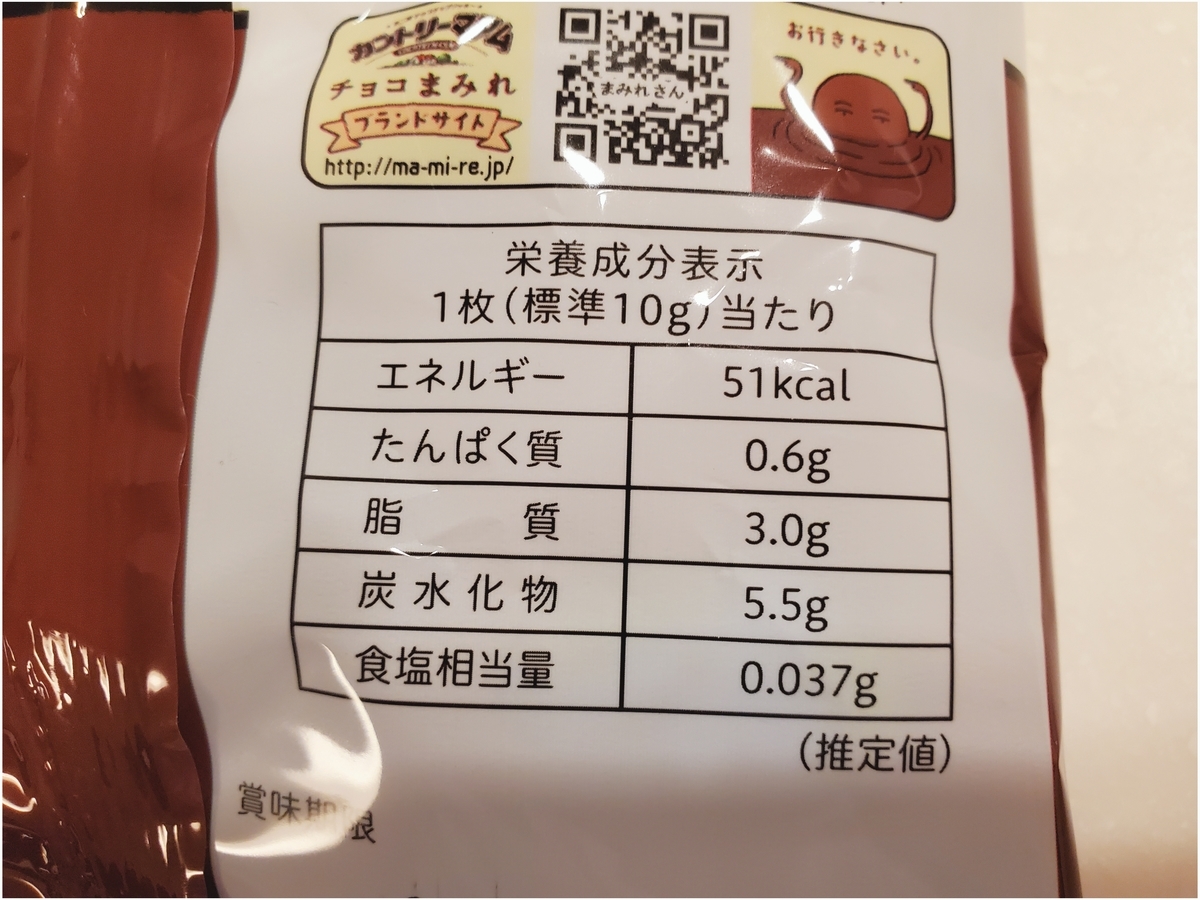 カントリーマアム
チョコまみれ
ブランドサイト
http://ma-mi-re.jp/
まみれさん
お行きなさい。
栄養成分表示
1枚(標準10g)当たり
エネルギー 51kcal
たんぱく質 0.6g
脂質 3.0g
炭水化物 5.5g
食塩相当量 0.037g
(推定値)
賞味期限